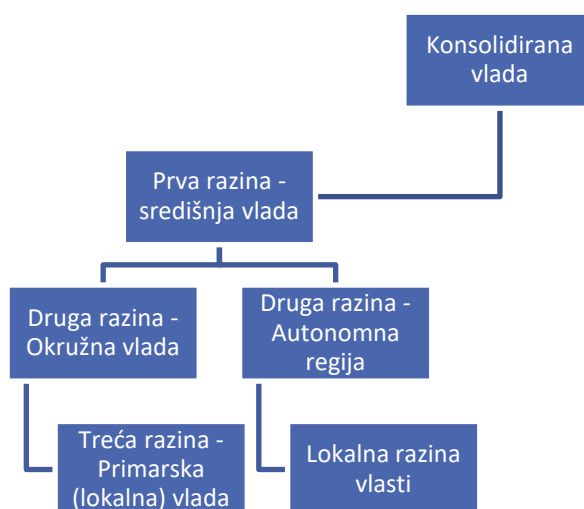 Konsolidirana
vlada
Prva razina -
središnja vlada
Druga razina -
Okružna vlada
Druga razina -
Autonomna
regija
Treća razina -
Primarska
(lokalna) vlada
Lokalna razina
vlasti